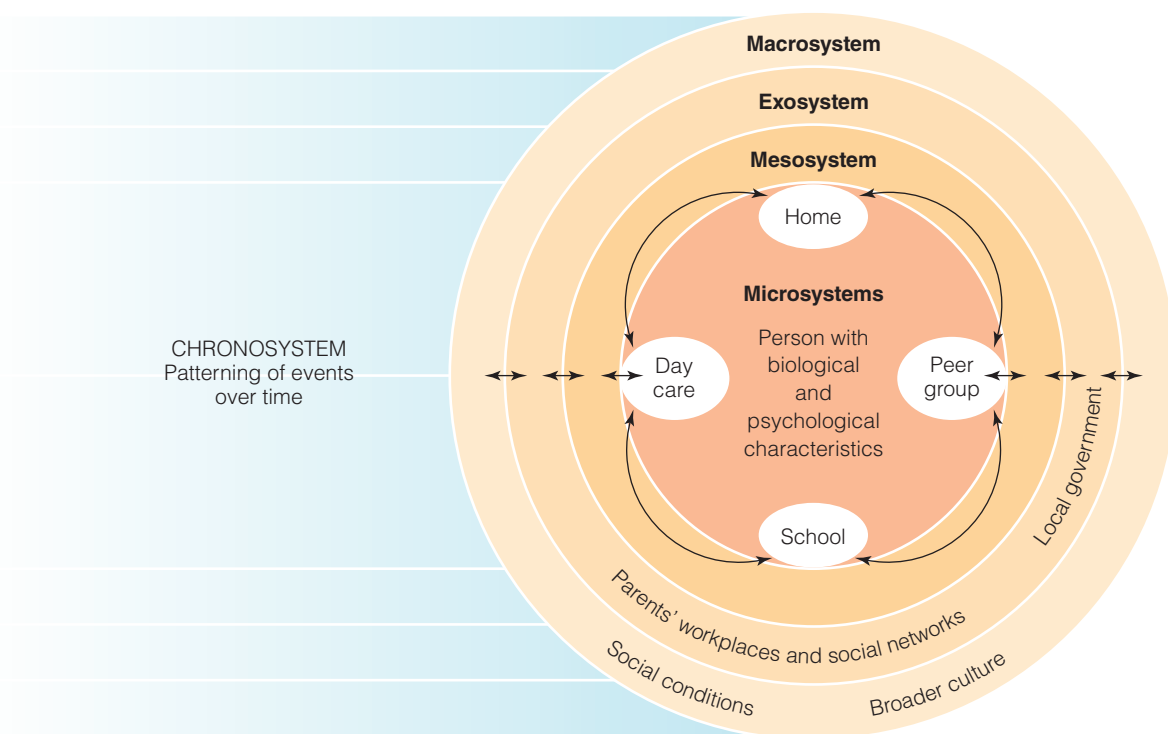 Macrosystem
Exosystem
Mesosystem
Home
Microsystems
Person with
biological
and
psychological
characteristics
CHRONOSYSTEM
Patterning of events
over time
Day
care
Peer
group
School
Local government
Parents’ workplaces and social networks
Social conditions
Broader culture